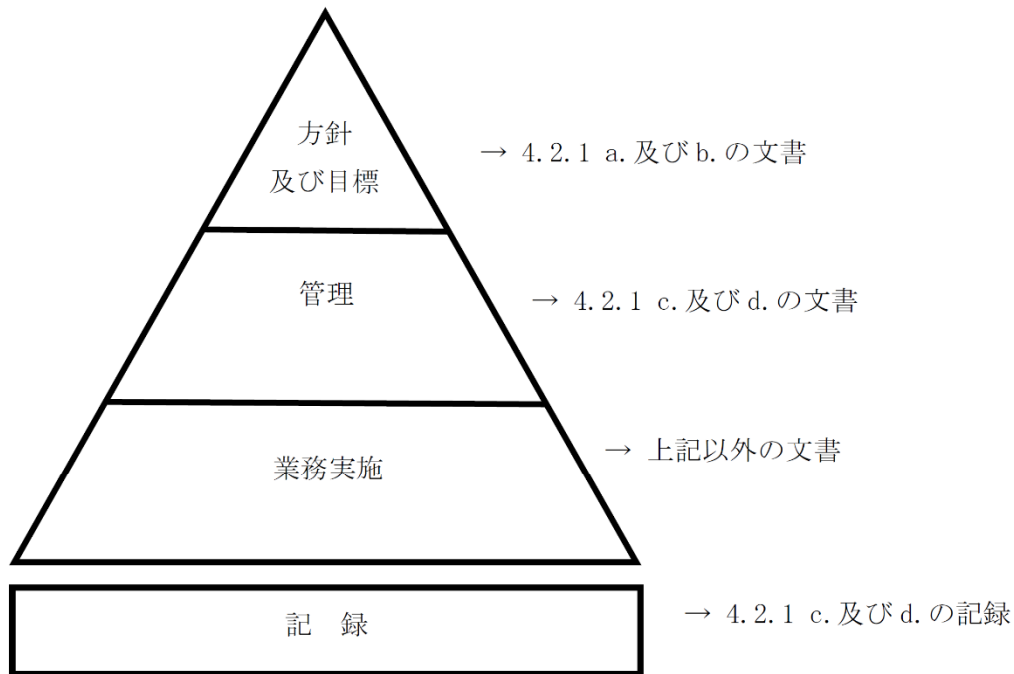 方針
及び目標
→ 4.2.1 a.及びb.の文書
管理
→ 4.2.1 c.及びd.の文書
業務実施
→ 上記以外の文書
記　録
→ 4.2.1 c.及びd.の記録